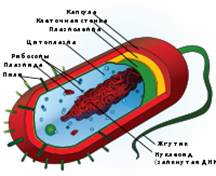 Капсула
Клеточная стенка
Плазмолемма
Цитоплазма
Рибосомы
Плазмида
Пили
Жгутик
Нуклеоид
(замкнутая ДНК)